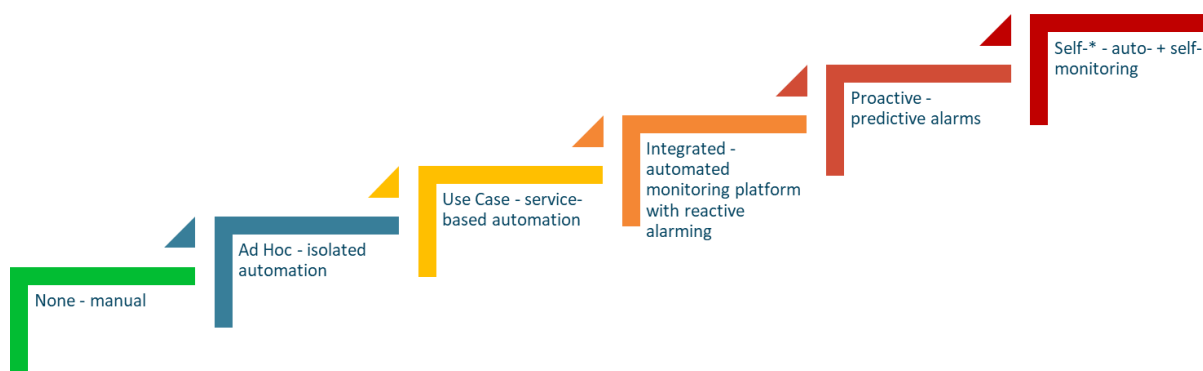 None - manual
Ad Hoc - isolated
automation
Use Case - service-
based automation
Integrated -
automated
monitoring platform
with reactive
alarming
Proactive -
predictive alarms
Self-* - auto- + self-
monitoring